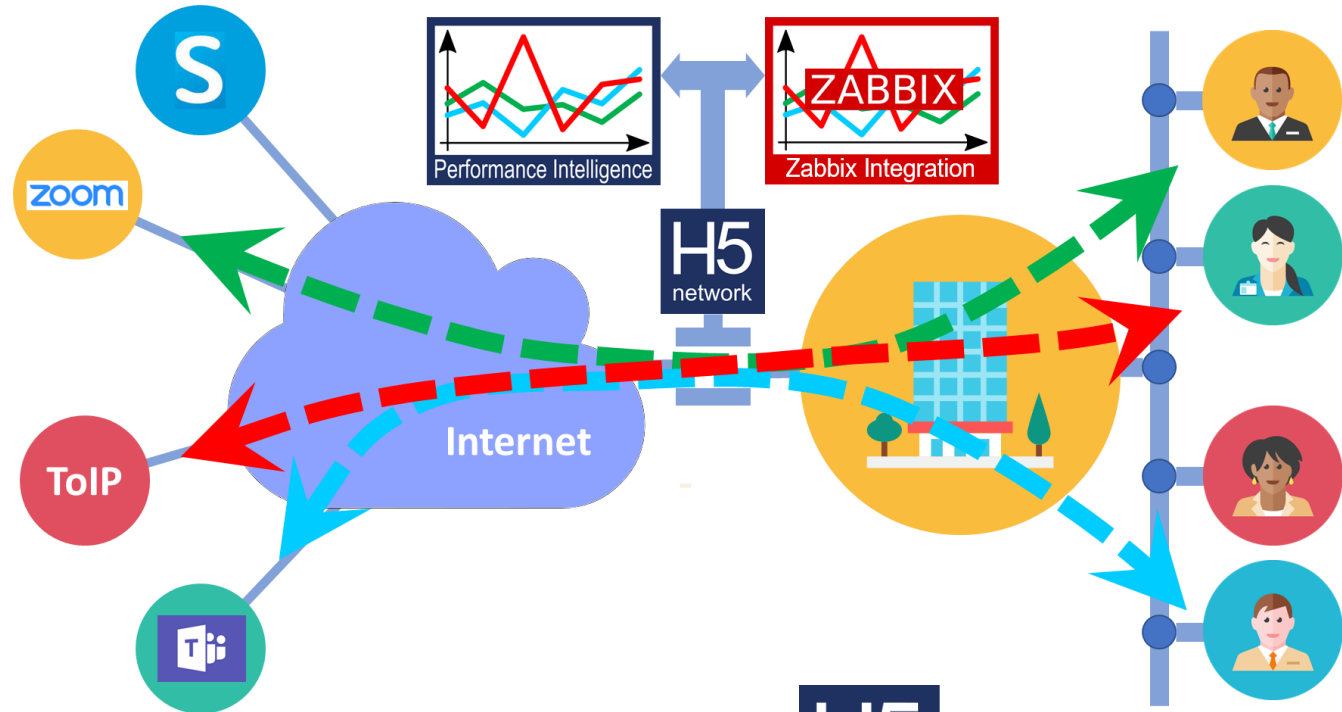 S
ZABBIX
Performance Intelligence
Zabbix Integration
zoom
H5
network
Internet
ToIP
T